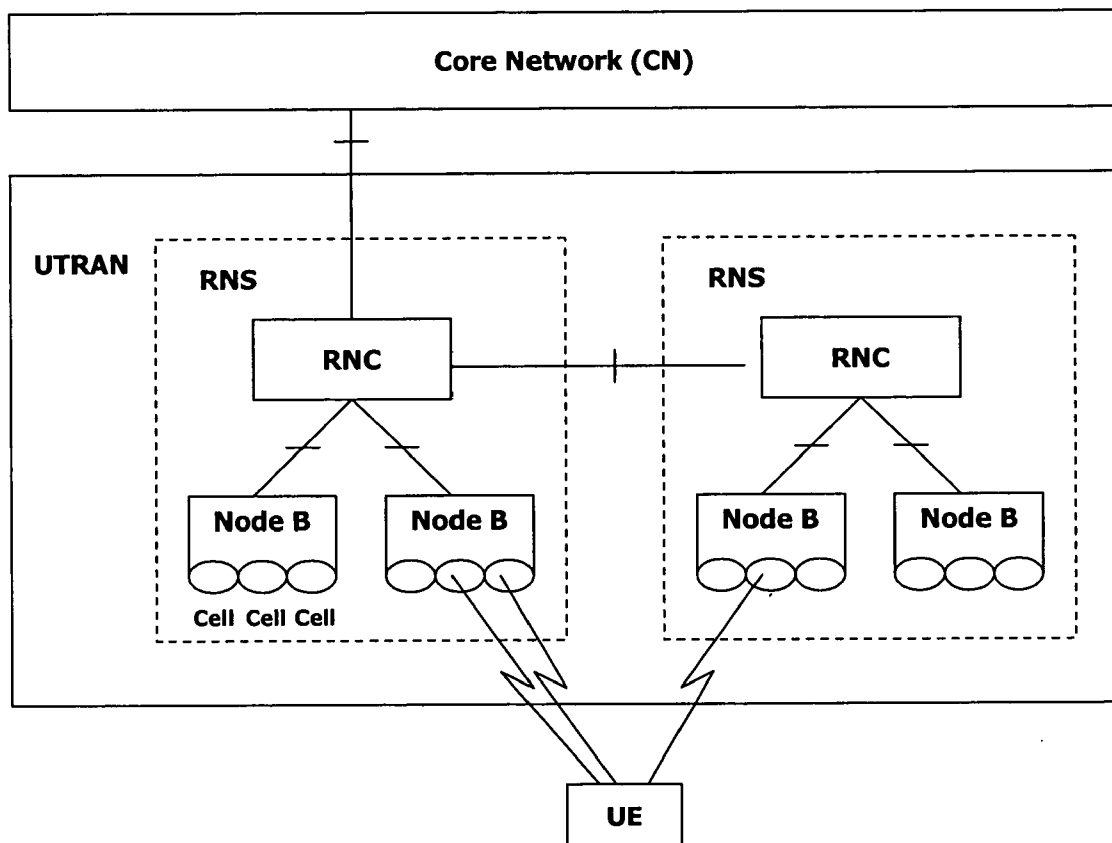 Core Network (CN)
UTRAN
RNS
RNS
RNC
RNC
Node B
Node B
Node B
Node B
Cell Cell Cell
UE